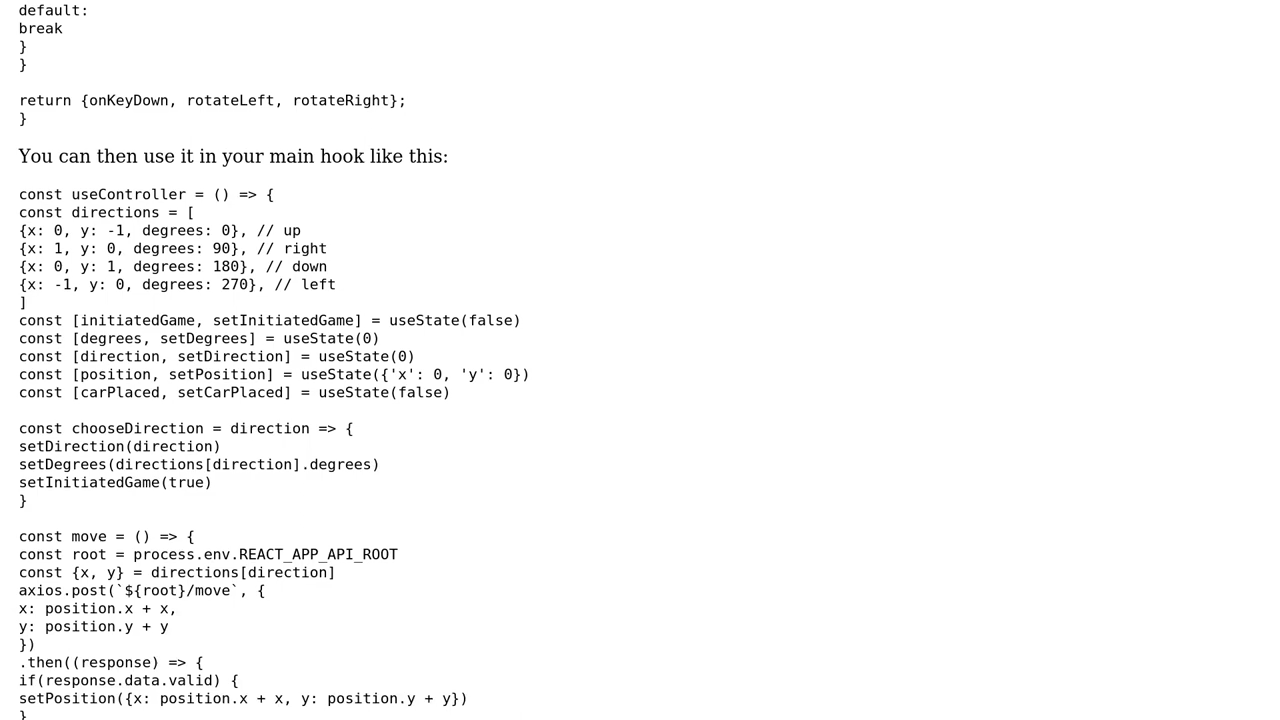 default:
break
}
}
return {onKeyDown, rotateLeft, rotateRight};
}
You can then use it in your main hook like this:
const useController = () => {
const directions = [
{x: 0, y: -1, degrees: 0}, // up
{x: 1, y: 0, degrees: 90}, // right
{x: 0, y: 1, degrees: 180}, // down
{x: -1, y: 0, degrees: 270}, // left
]
const [initiatedGame, setInitiatedGame] = useState(false)
const [degrees, setDegrees] = useState(0)
const [direction, setDirection] = useState(0)
const [position, setPosition] = useState({'x': 0, 'y': 0})
const [carPlaced, setCarPlaced] = useState(false)
const chooseDirection = direction => {
setDirection(direction)
setDegrees(directions[direction].degrees)
setInitiatedGame(true)
}
const move = () => {
const root = process.env.REACT_APP_API_ROOT
const {x, y} = directions[direction]
axios.post(`${root}/move`, {
x: position.x + x,
y: position.y + y
})
.then((response) => {
if(response.data.valid) {
setPosition({x: position.x + x, y: position.y + y})
}